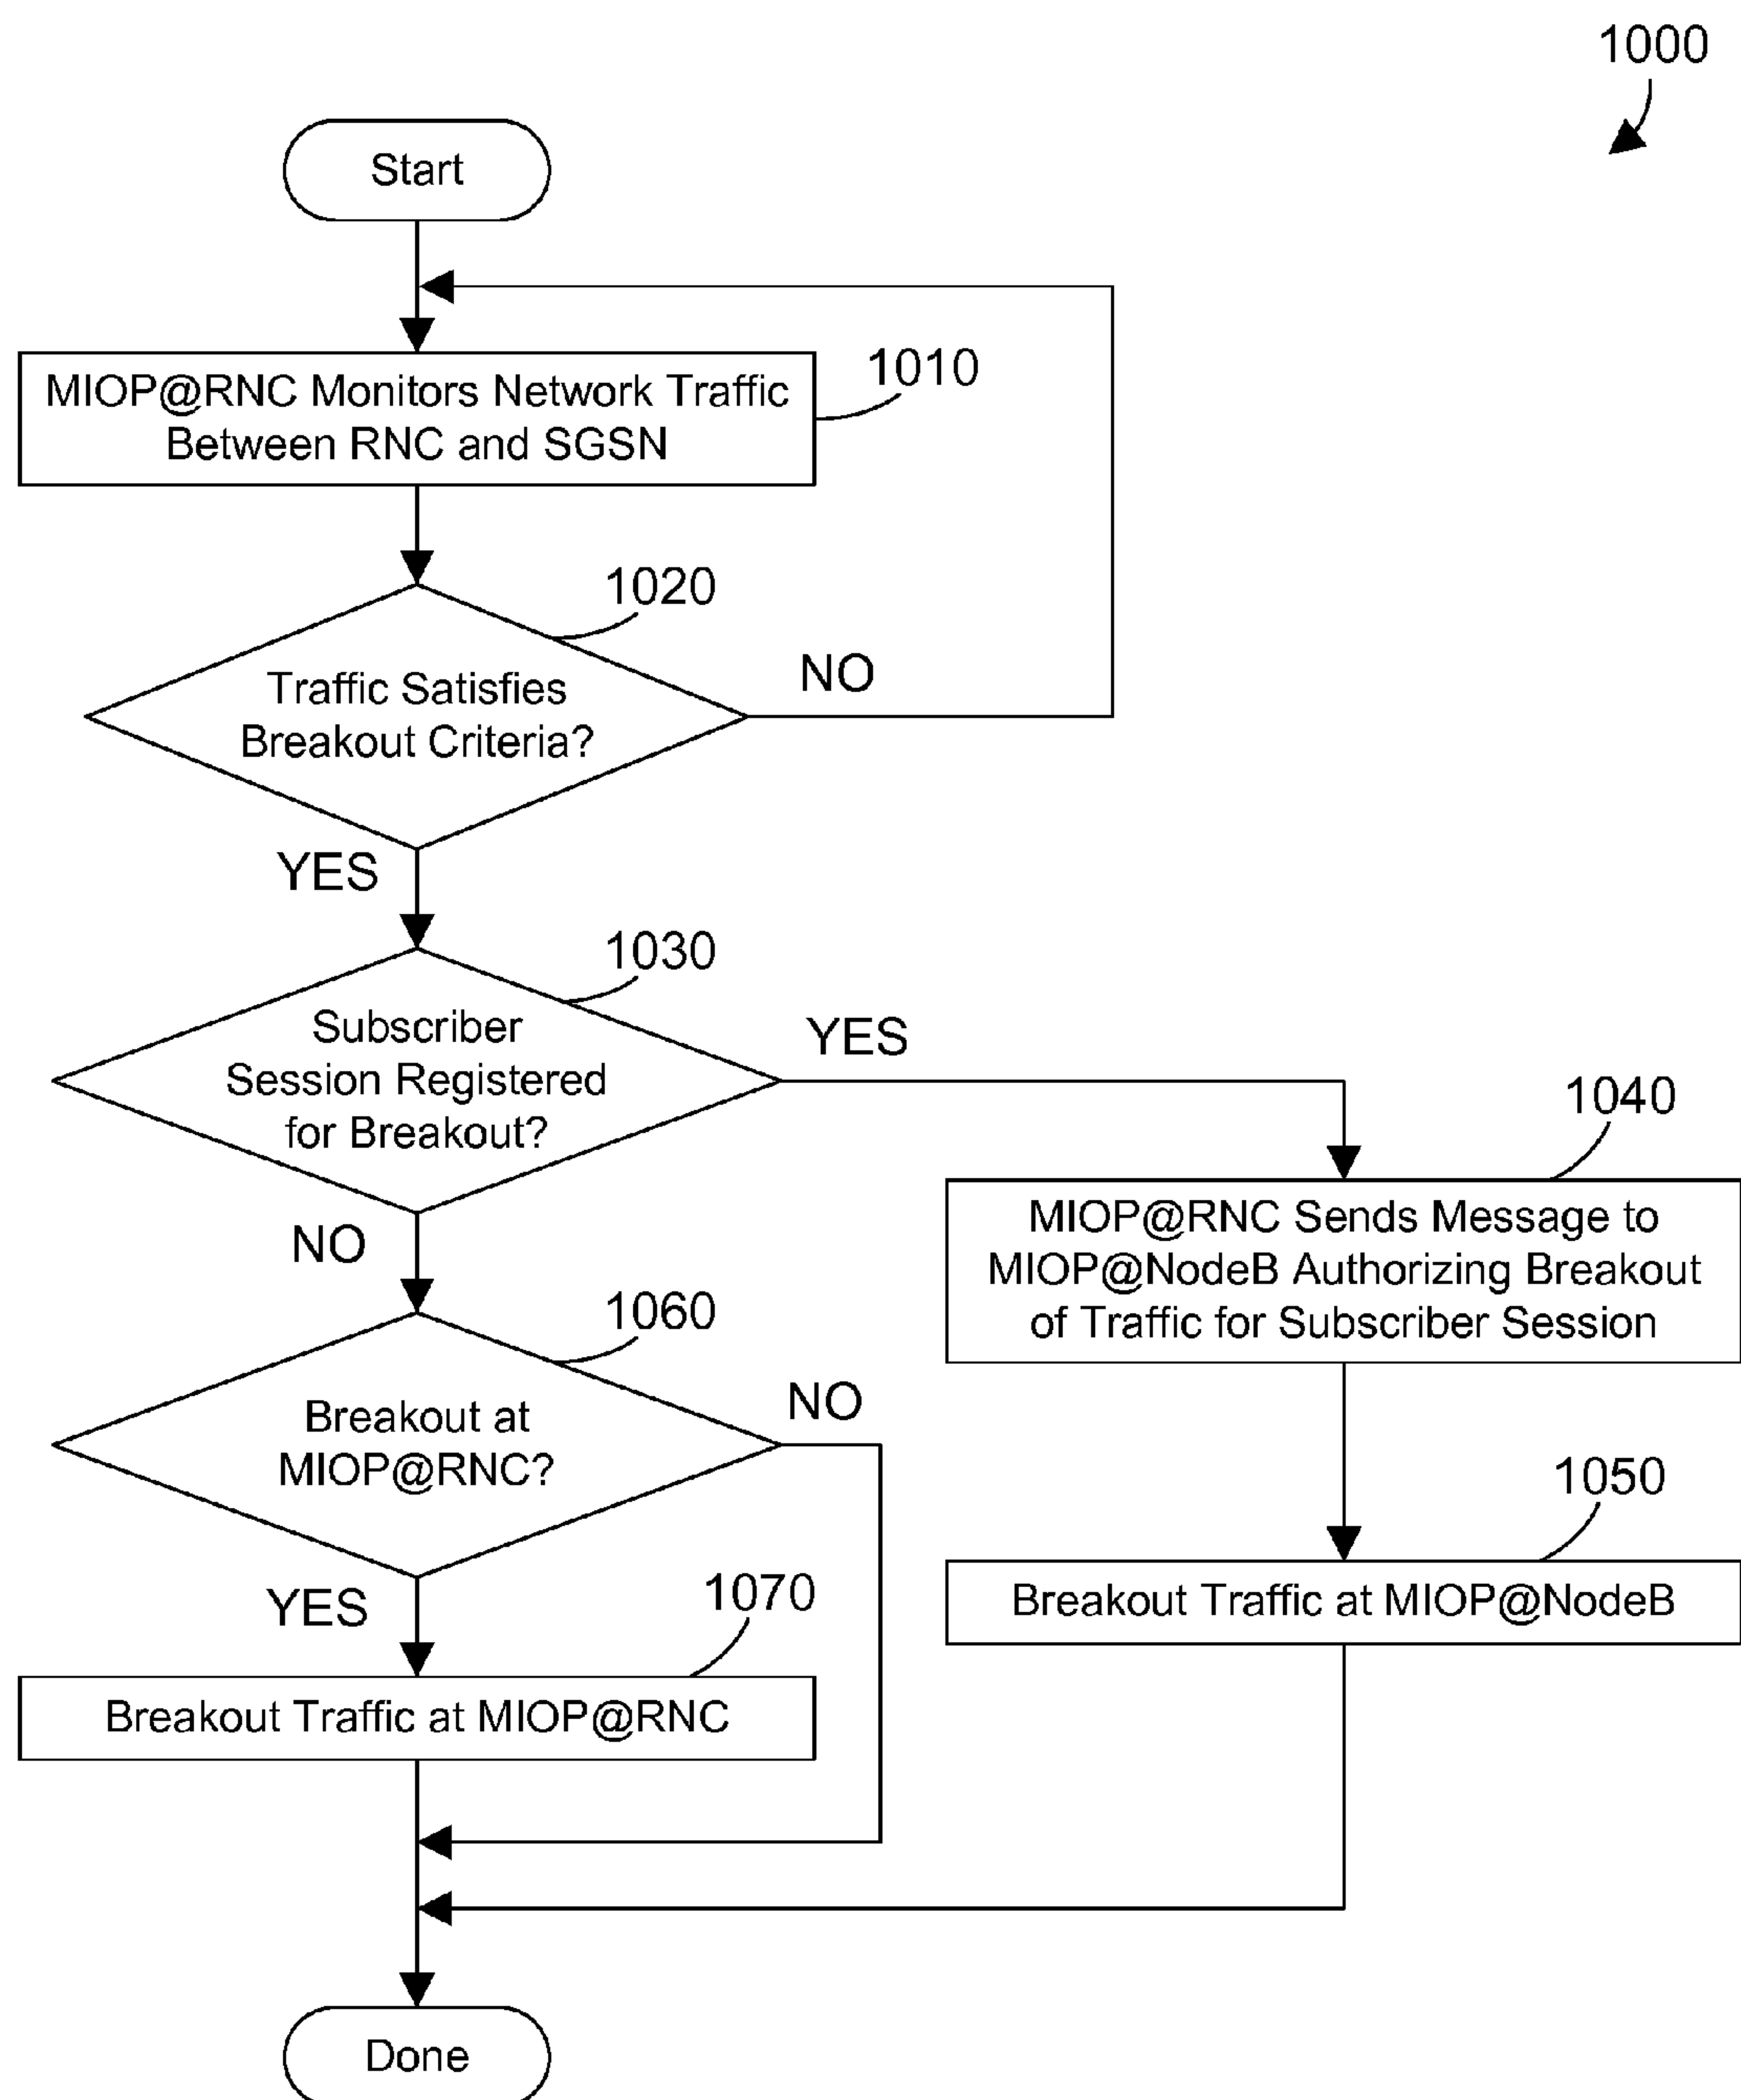 1000
Start
MIOP@RNC Monitors Network Traffic
Between RNC and SGSN
1010
1020
Traffic Satisfies
Breakout Criteria?
NO
YES
1030
Subscriber
Session Registered
for Breakout?
YES
NO
1040
MIOP@RNC Sends Message to
MIOP@NodeB Authorizing Breakout
of Traffic for Subscriber Session
1060
Breakout at
MIOP@RNC?
NO
YES
1050
Breakout Traffic at MIOP@NodeB
1070
Breakout Traffic at MIOP@RNC
Done